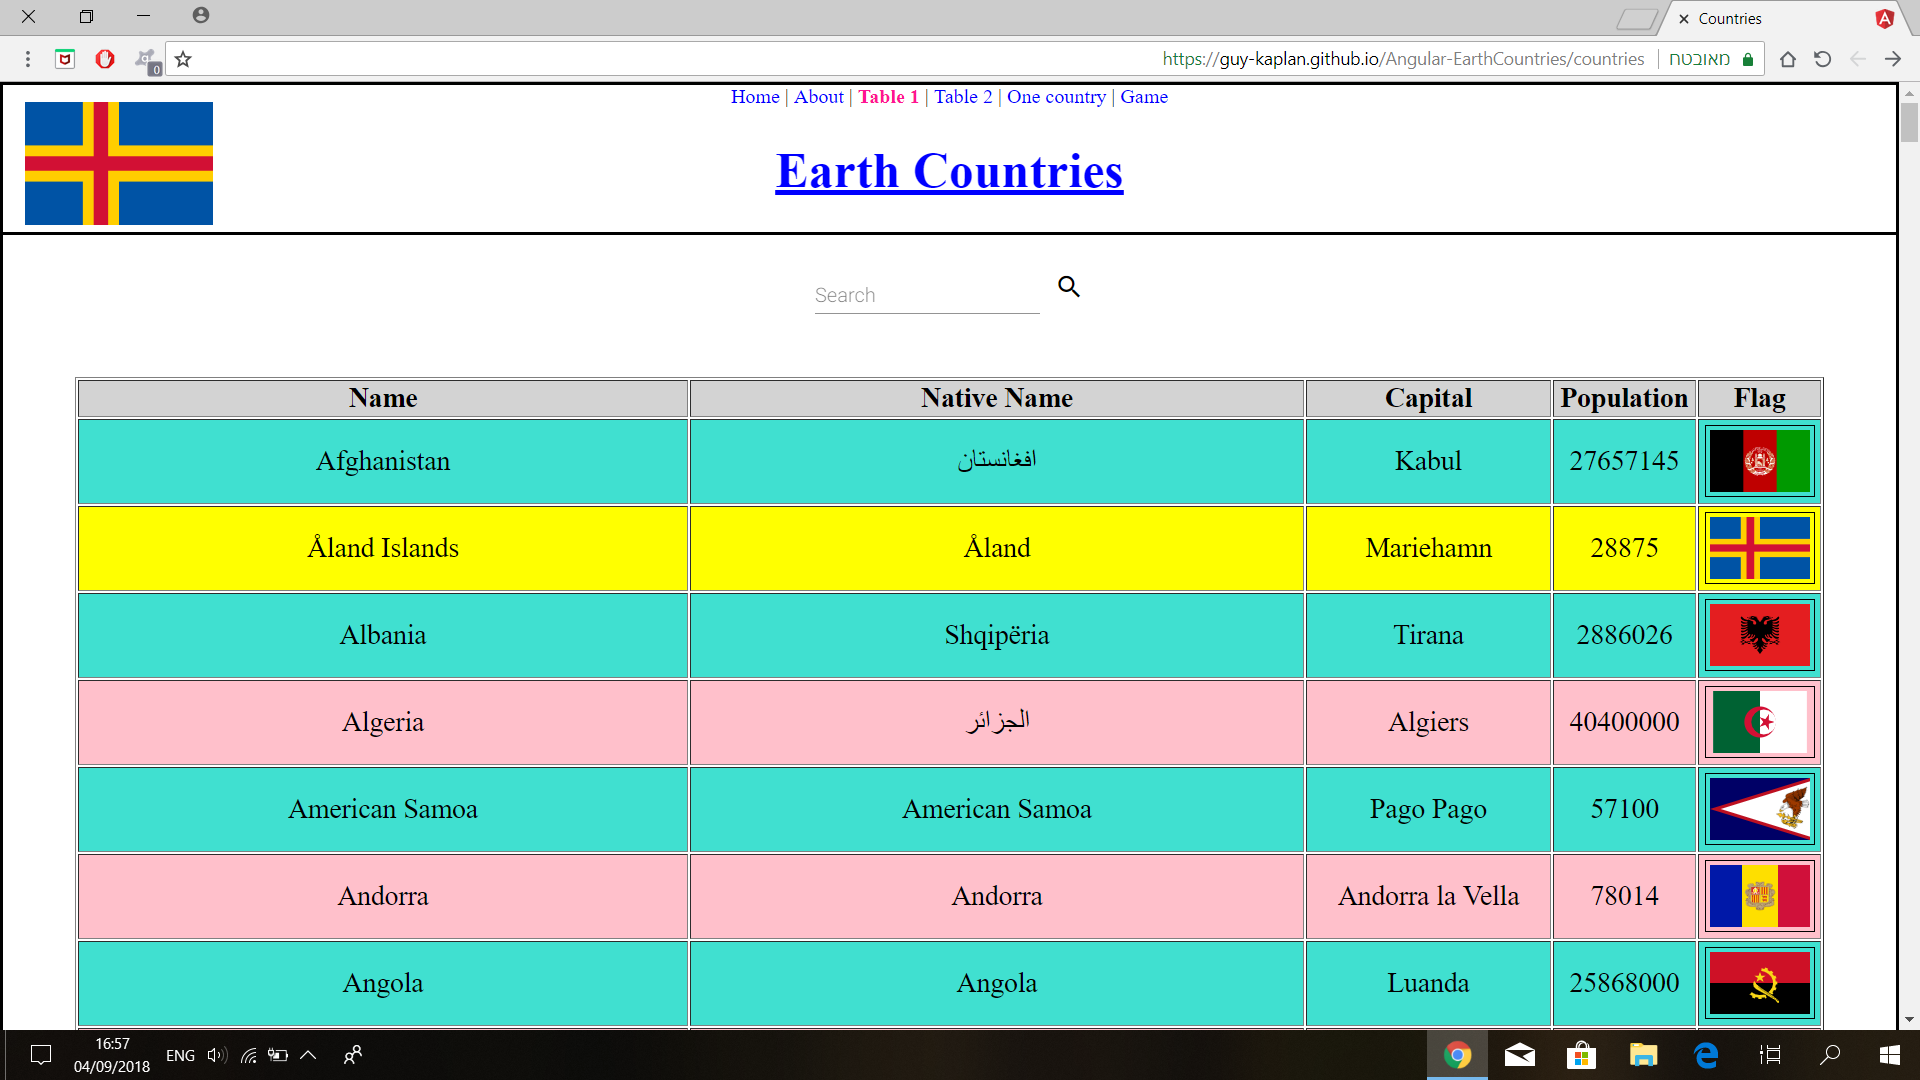 Countries
https://guy-kaplan.github.io/Angular-EarthCountries/countries | מאובטח
0
Home | About | Table 1 | Table 2 | One country | Game
Earth Countries
Search
Name Native Name Capital Population Flag
Afghanistan افغانستان Kabul 27657145
Åland Islands Åland Mariehamn 28875
Albania Shqipëria Tirana 2886026
Algeria الجزائر Algiers 40400000
American Samoa American Samoa Pago Pago 57100
Andorra Andorra Andorra la Vella 78014
Angola Angola Luanda 25868000
16:57
04/09/2018
ENG